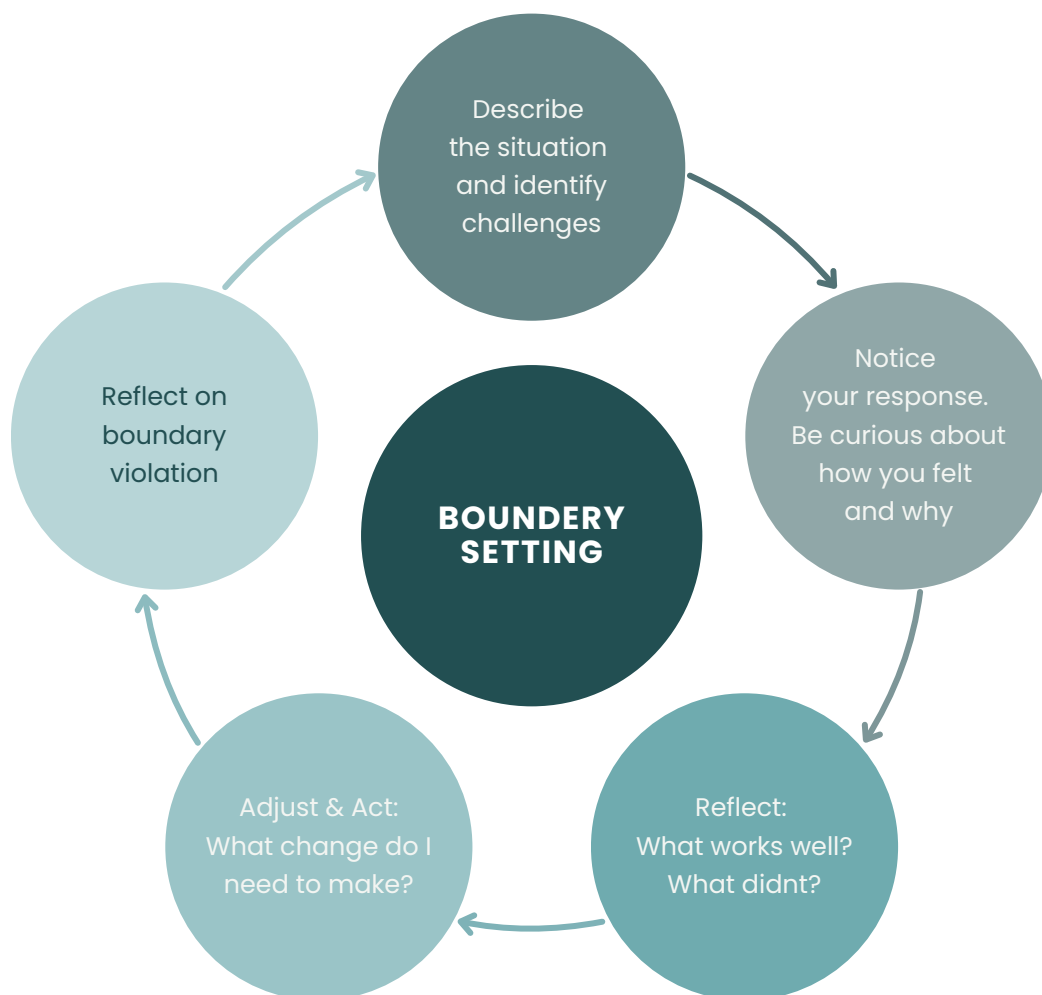 Describe
the situation
and identify
challenges
Notice
your response.
Be curious about
how you felt
and why
Reflect:
What works well?
What didnt?
Adjust & Act:
What change do I
need to make?
Reflect on
boundary
violation
BOUNDERY
SETTING